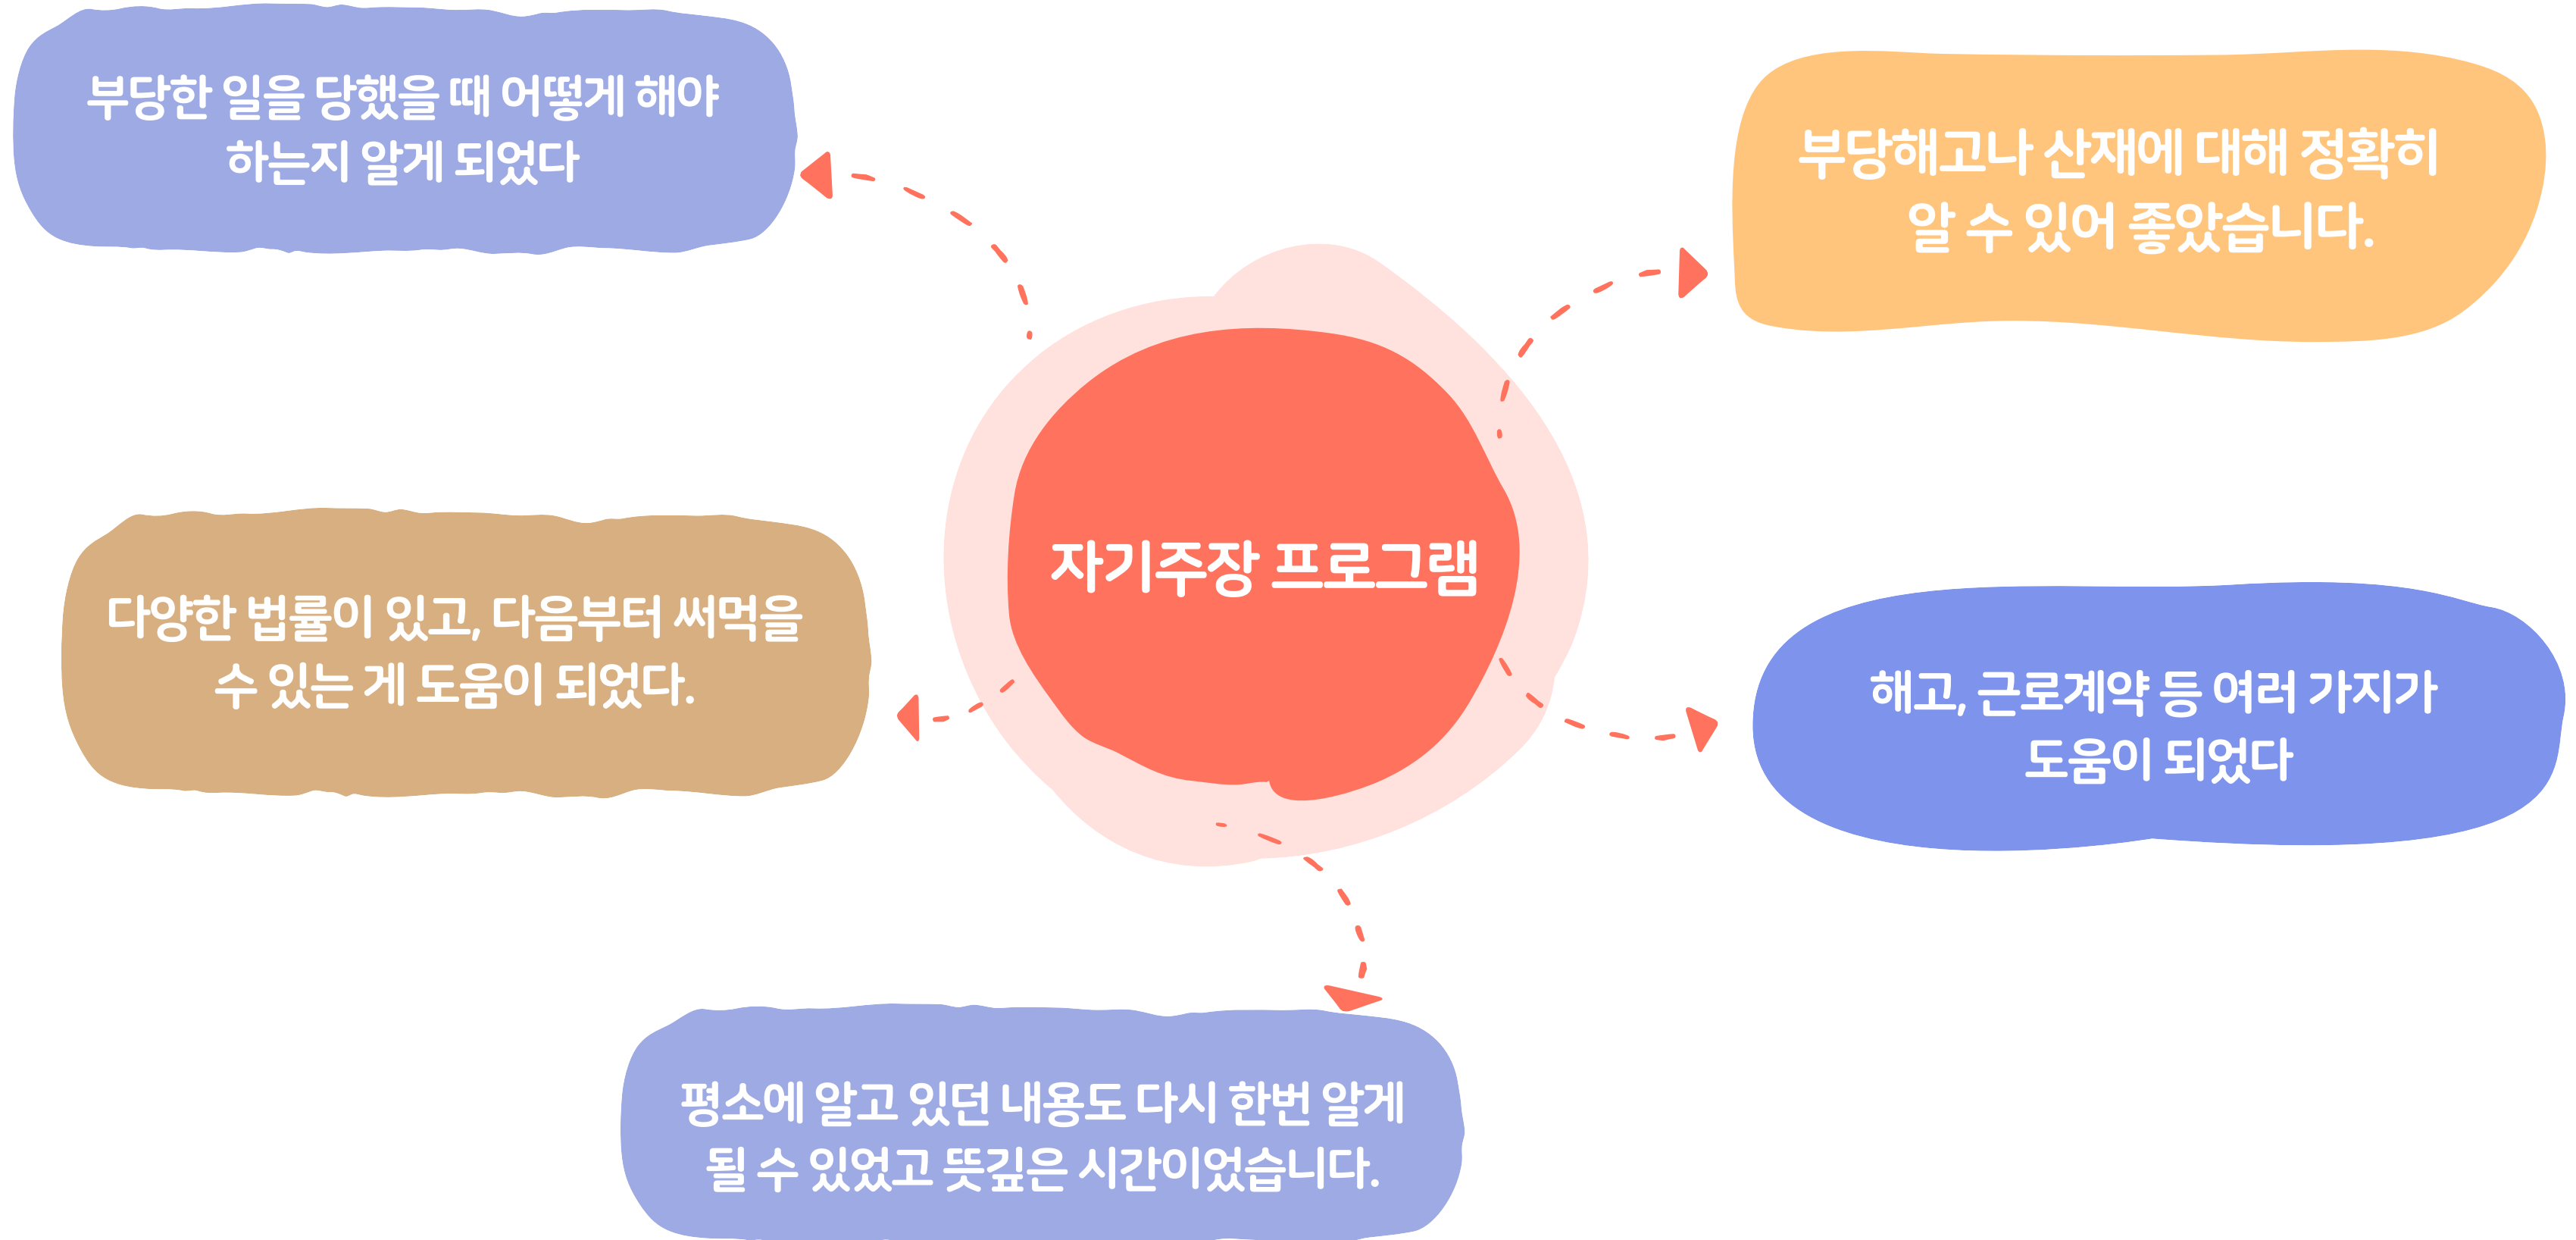 부당한 일을 당했을 때 어떻게 해야
하는지 알게 되었다
부당해고나 산재에 대해 정확히
알 수 있어 좋았습니다.
자기주장 프로그램
다양한 법률이 있고, 다음부터 써먹을
수 있는 게 도움이 되었다.
해고, 근로계약 등 여러 가지가
도움이 되었다
평소에 알고 있던 내용도 다시 한번 알게
될 수 있었고 뜻깊은 시간이었습니다.